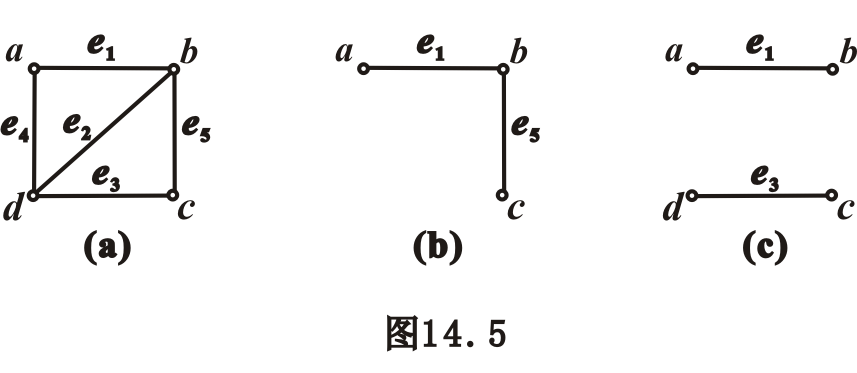 a e₁ b a e₁ b a e₁ b
e₄ e₂ e₅ e₅
d e₃ c c d e₃ c
(a) (b) (c)
图14.5